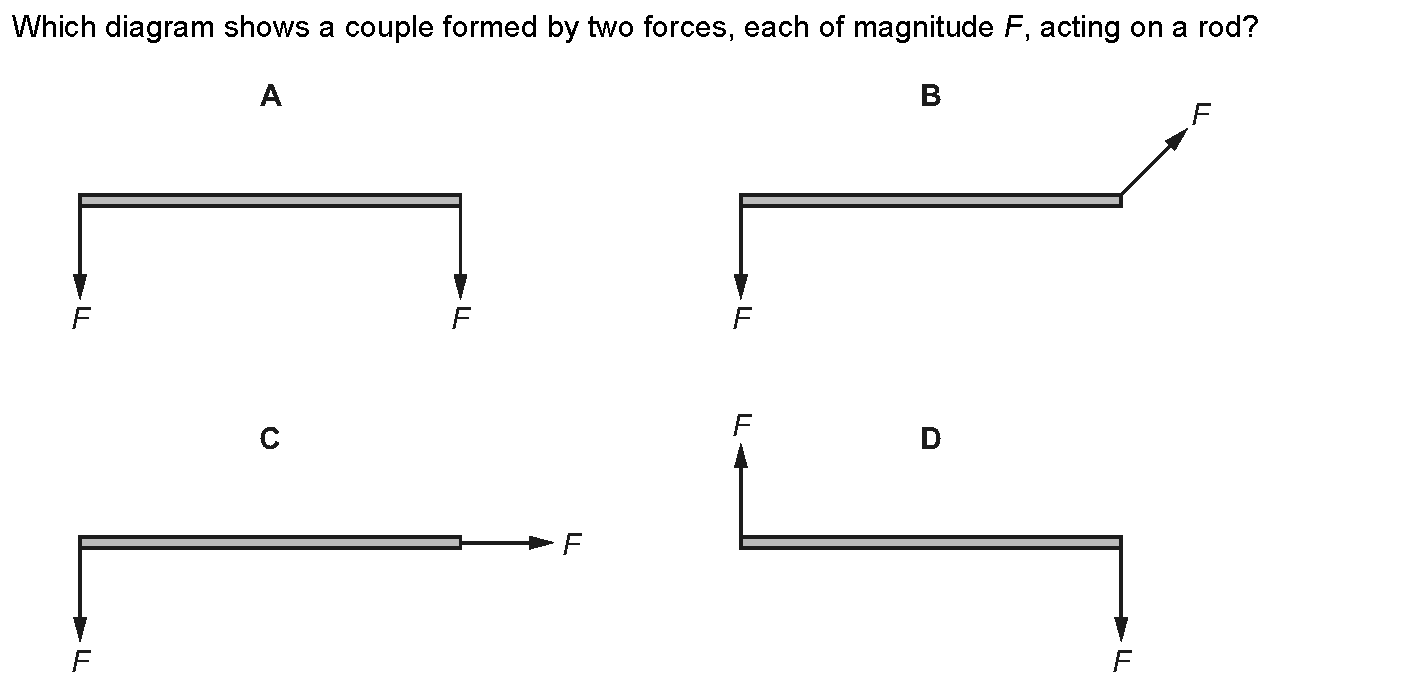 Which diagram shows a couple formed by two forces, each of magnitude F, acting on a rod?
A
B
F
F
F
F
C
D
F
F
F
F